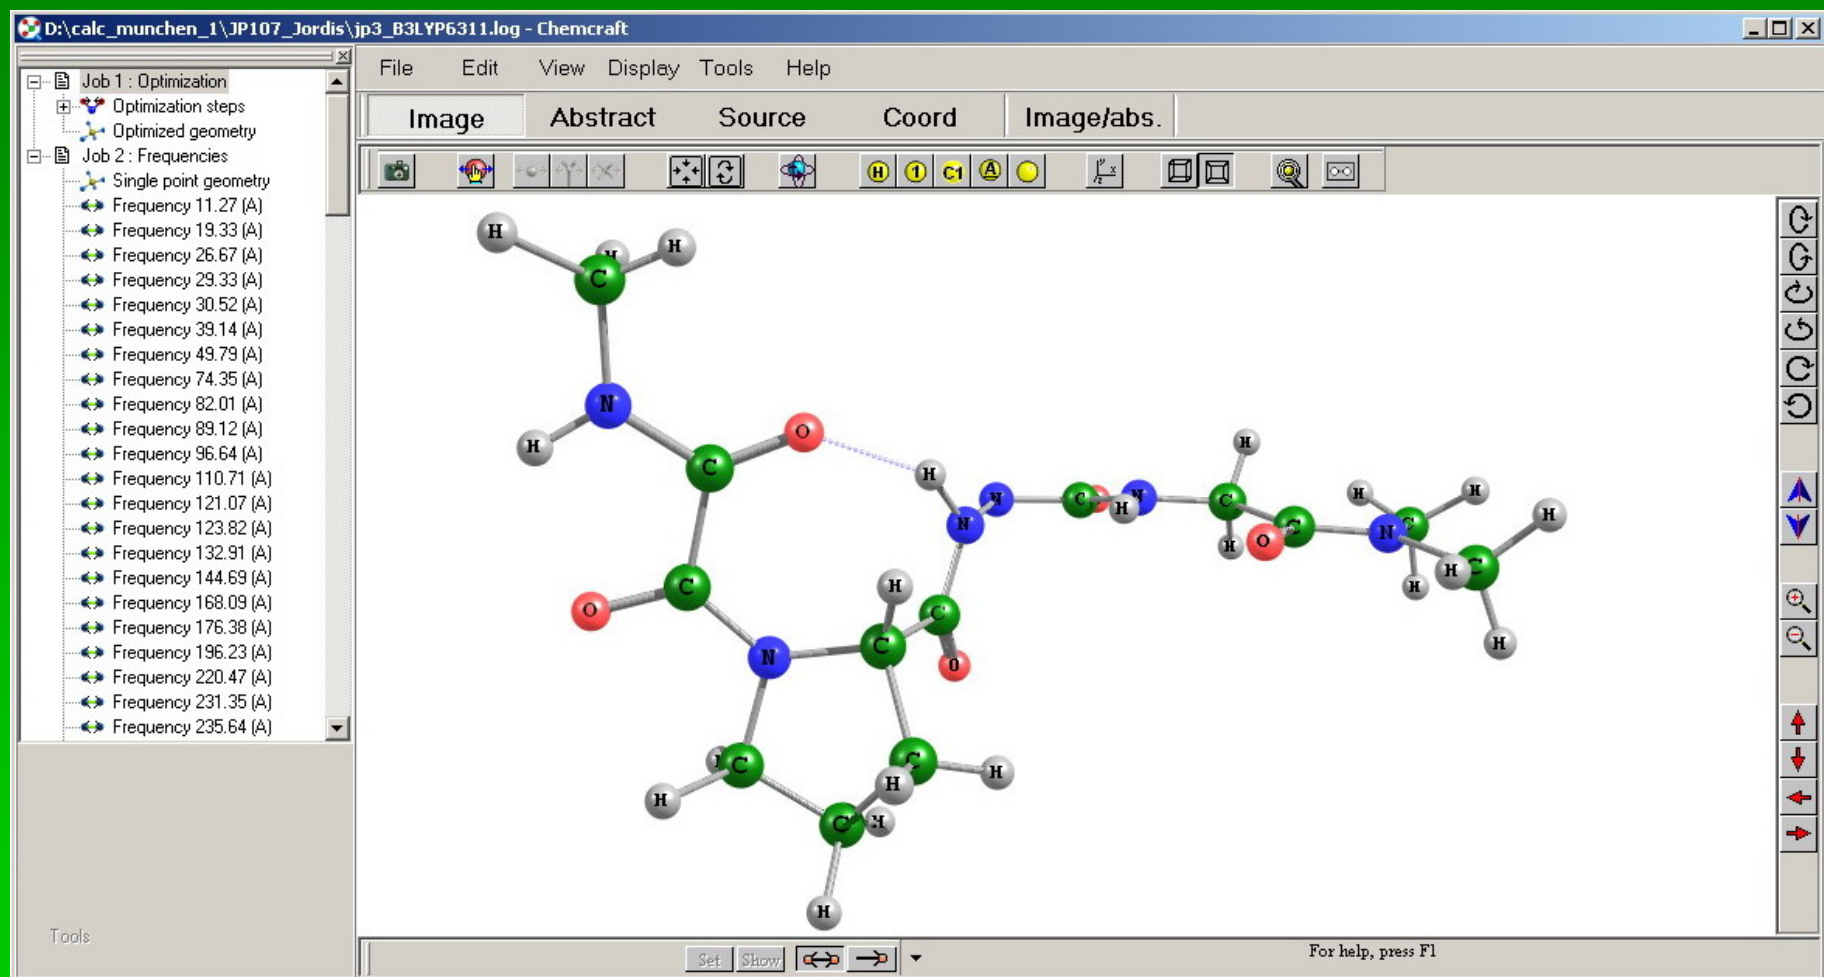 D:\calc_munchen_1\JP107_Jordis\jp3_B3LYP6311.log - Chemcraft
Job 1 : Optimization
Optimization steps
Optimized geometry
Job 2 : Frequencies
Single point geometry
Frequency 11.27 (A)
Frequency 19.33 (A)
Frequency 26.67 (A)
Frequency 29.33 (A)
Frequency 30.52 (A)
Frequency 39.14 (A)
Frequency 49.79 (A)
Frequency 74.35 (A)
Frequency 82.01 (A)
Frequency 89.12 (A)
Frequency 96.64 (A)
Frequency 110.71 (A)
Frequency 121.07 (A)
Frequency 123.82 (A)
Frequency 132.91 (A)
Frequency 144.69 (A)
Frequency 168.09 (A)
Frequency 176.38 (A)
Frequency 196.23 (A)
Frequency 220.47 (A)
Frequency 231.35 (A)
Frequency 235.64 (A)
Tools
File Edit View Display Tools Help
Image Abstract Source Coord Image/abs.
H 1 C1 A
H H H
C
N
H
O
C
H
N N C H N C H
H
O C N C
H H H H
C H
H
O C
N C H C
O
H C
H C H
C H H
H
Set Show
For help, press F1